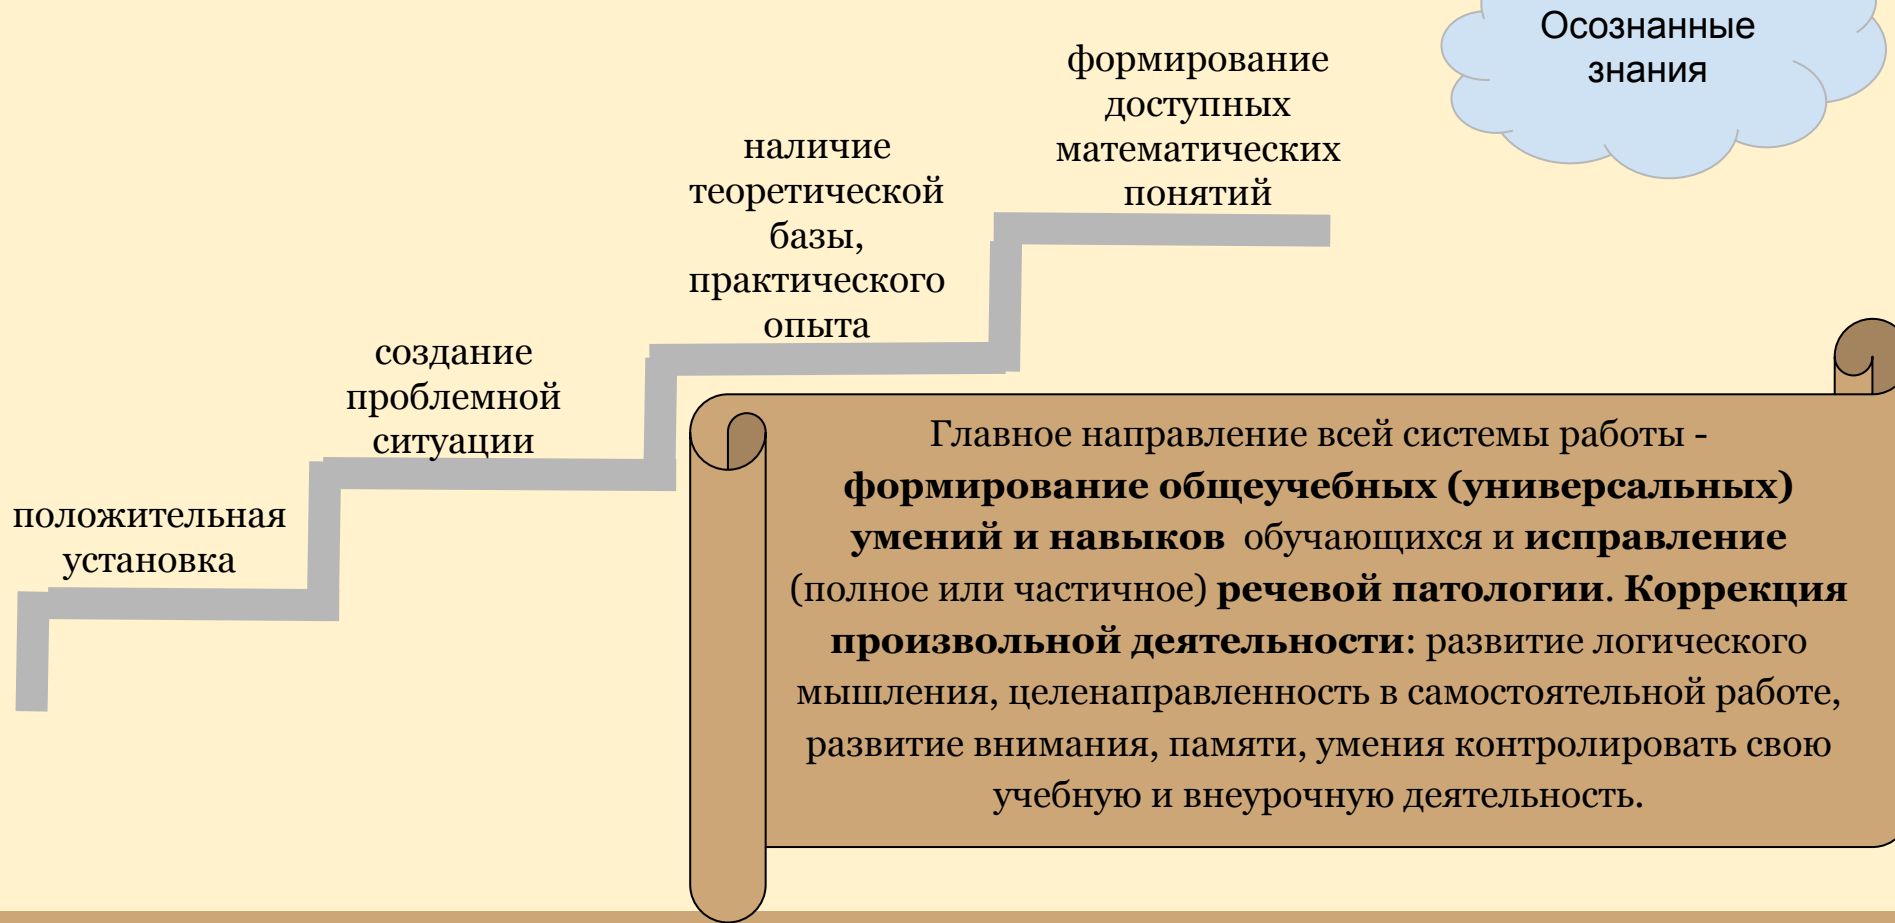 Осознанные
знания
формирование
доступных
математических
понятий
наличие
теоретической
базы,
практического
опыта
создание
проблемной
ситуации
положительная
установка
Главное направление всей системы работы -
формирование общеучебных (универсальных)
умений и навыков обучающихся и исправление
(полное или частичное) речевой патологии. Коррекция
произвольной деятельности: развитие логического
мышления, целенаправленность в самостоятельной работе,
развитие внимания, памяти, умения контролировать свою
учебную и внеурочную деятельность.